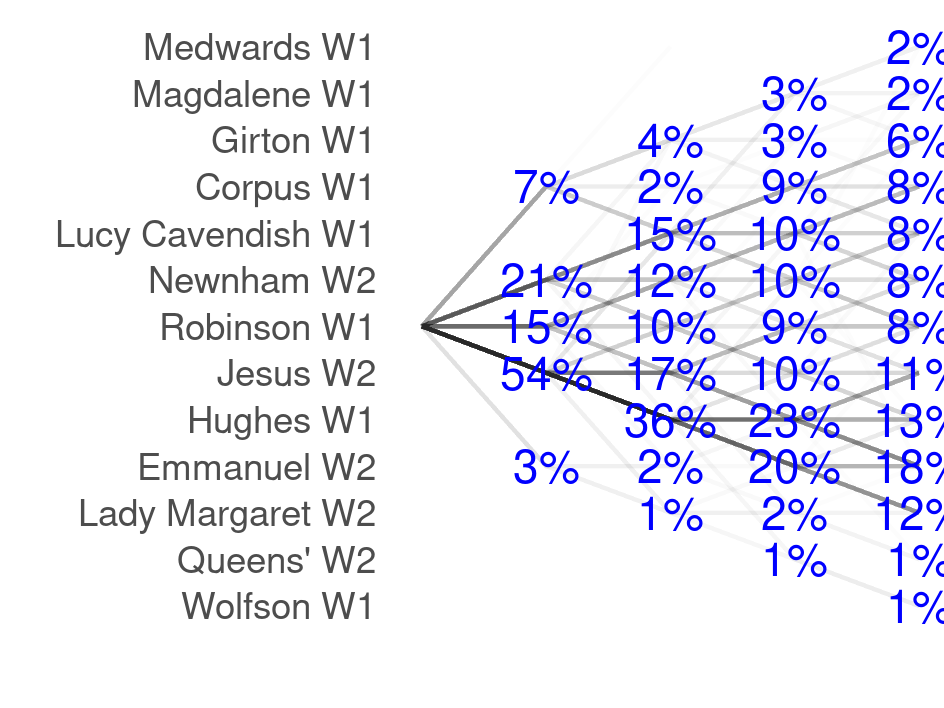 Medwards W1 2%
Magdalene W1 3% 2%
Girton W1 4% 3% 6%
Corpus W1 7% 2% 9% 8%
Lucy Cavendish W1 15% 10% 8%
Newnham W2 21% 12% 10% 8%
Robinson W1 15% 10% 9% 8%
Jesus W2 54% 17% 10% 11%
Hughes W1 36% 23% 13%
Emmanuel W2 3% 2% 20% 18%
Lady Margaret W2 1% 2% 12%
Queens' W2 1% 1%
Wolfson W1 1%